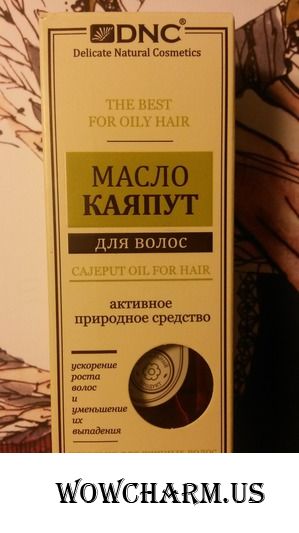 DNC®
Delicate Natural Cosmetics
THE BEST
FOR OILY HAIR
МАСЛО
КАЯПУТ
ДЛЯ ВОЛОС
CAJEPUT OIL FOR HAIR
активное
природное средство
ускорение
роста
волос
и
уменьшение
их
выпадения
WOWCHARM.US